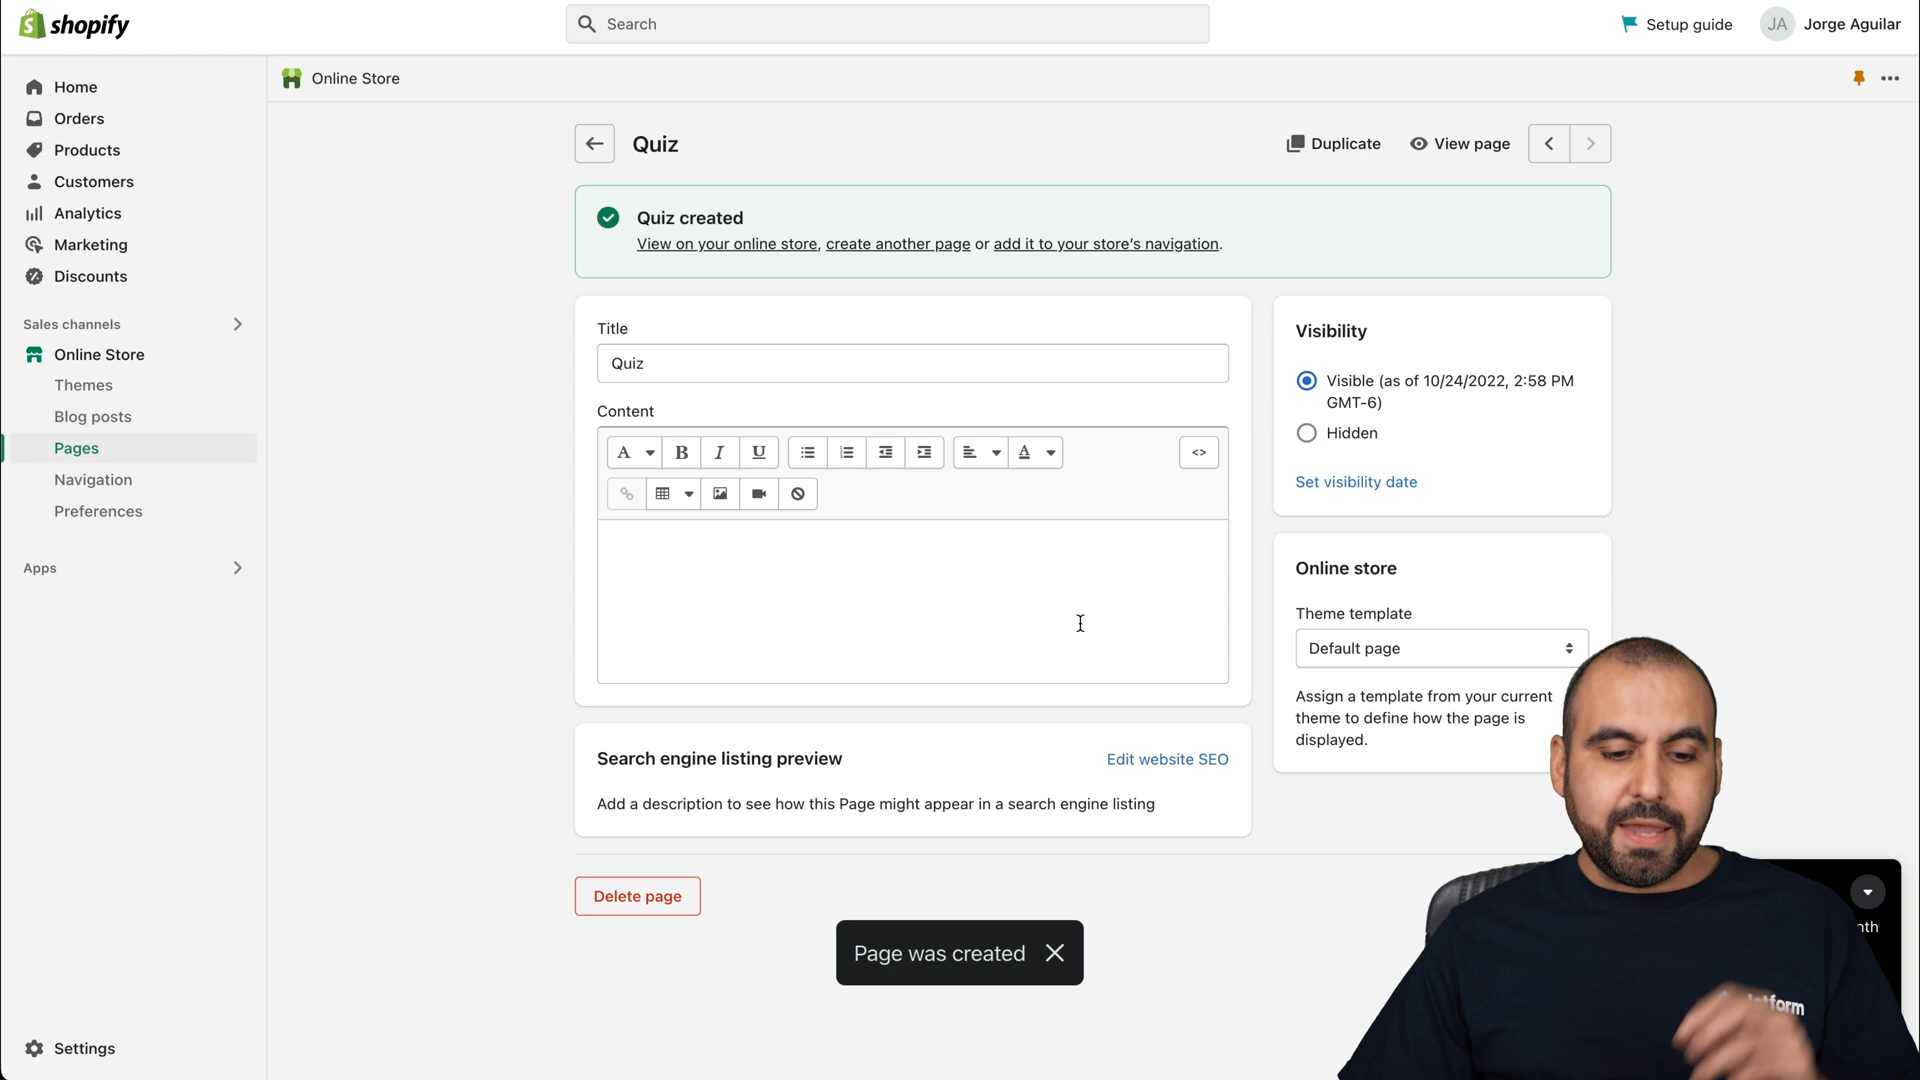 shopify
Search
Setup guide
JA
Jorge Aguilar
Home
Orders
Products
Customers
Analytics
Marketing
Discounts
Sales channels
Online Store
Themes
Blog posts
Pages
Navigation
Preferences
Apps
Settings
Online Store
Quiz
Duplicate
View page
Quiz created
View on your online store, create another page or add it to your store's navigation.
Title
Quiz
Content
A
B
I
U
A
<>
Search engine listing preview
Edit website SEO
Add a description to see how this Page might appear in a search engine listing
Delete page
Page was created
Visibility
Visible (as of 10/24/2022, 2:58 PM
GMT-6)
Hidden
Set visibility date
Online store
Theme template
Default page
Assign a template from your current
theme to define how the page is
displayed.